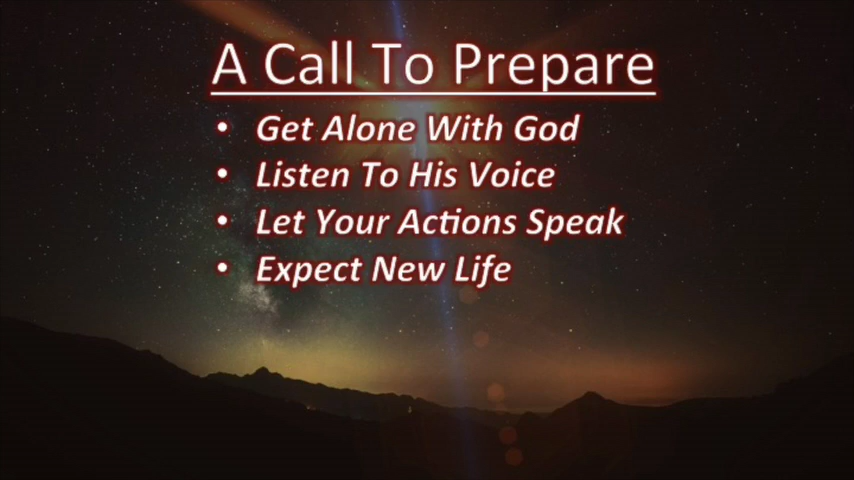 A Call To Prepare
• Get Alone With God
• Listen To His Voice
• Let Your Actions Speak
• Expect New Life